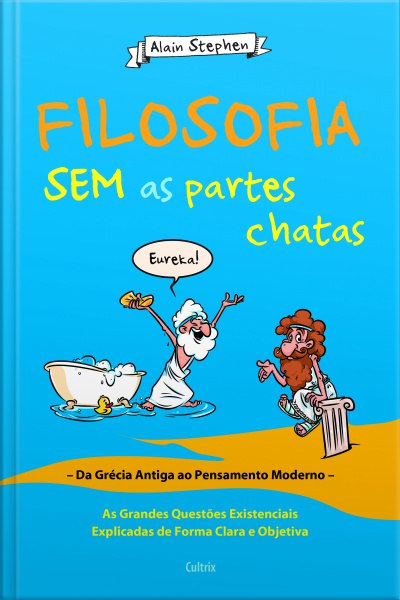 Alain Stephen
FILOSOFIA
SEM as partes
chatas
Eureka!
– Da Grécia Antiga ao Pensamento Moderno –
As Grandes Questões Existenciais
Explicadas de Forma Clara e Objetiva
Cultrix